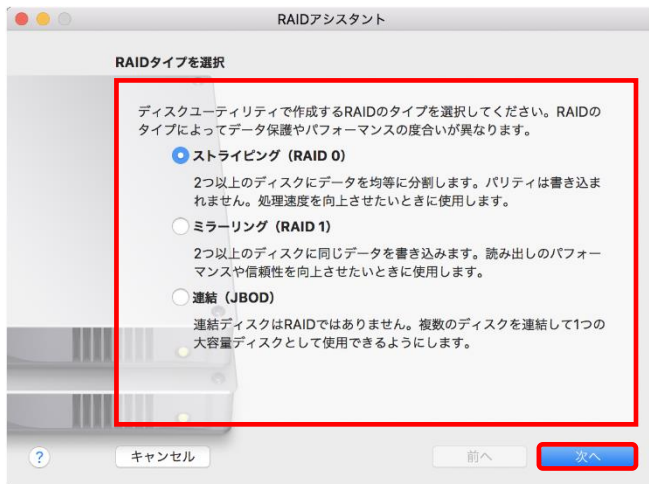 RAIDアシスタント
RAIDタイプを選択
ディスクユーティリティで作成するRAIDのタイプを選択してください。RAIDの
タイプによってデータ保護やパフォーマンスの度合いが異なります。
ストライピング（RAID 0）
2つ以上のディスクにデータを均等に分割します。パリティは書き込ま
れません。処理速度を向上させたいときに使用します。
ミラーリング（RAID 1）
2つ以上のディスクに同じデータを書き込みます。読み出しのパフォー
マンスや信頼性を向上させたいときに使用します。
連結（JBOD）
連結ディスクはRAIDではありません。複数のディスクを連結して1つの
大容量ディスクとして使用できるようにします。
? キャンセル 前へ 次へ